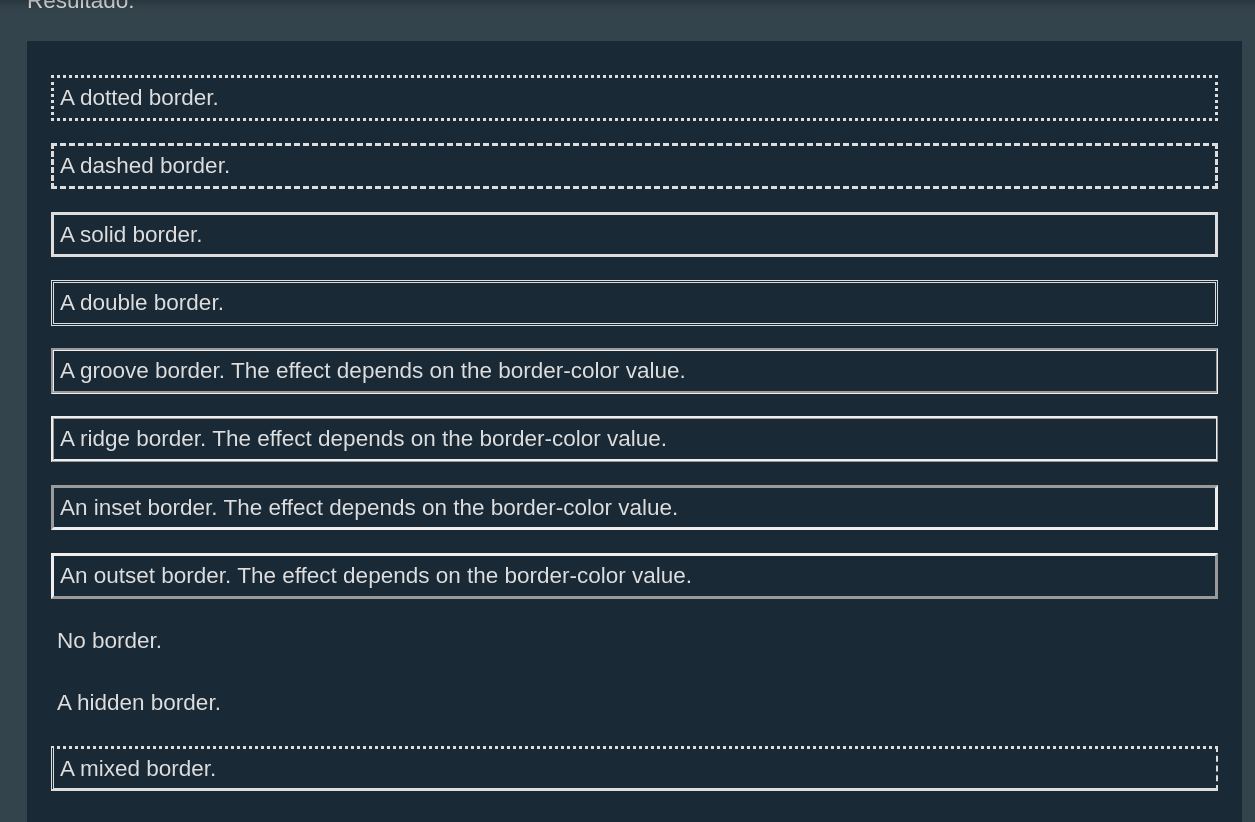 Resultado:
A dotted border.
A dashed border.
A solid border.
A double border.
A groove border. The effect depends on the border-color value.
A ridge border. The effect depends on the border-color value.
An inset border. The effect depends on the border-color value.
An outset border. The effect depends on the border-color value.
No border.
A hidden border.
A mixed border.